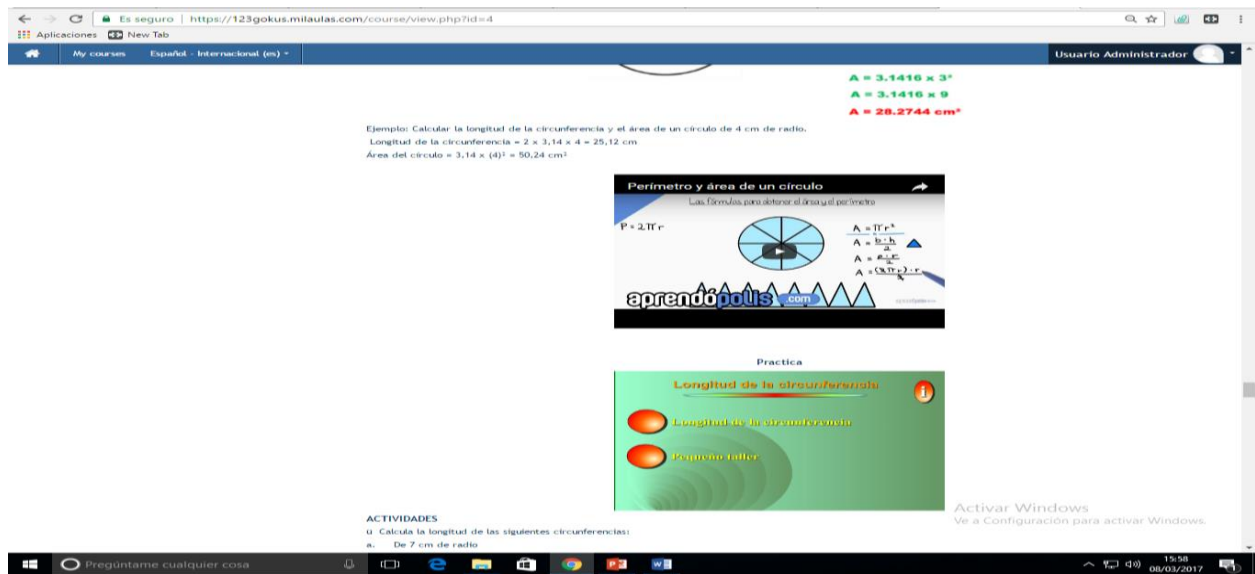 Es seguro | https://123gokus.milaulas.com/course/view.php?id=4
Aplicaciones New Tab
My courses Español - Internacional (es) Usuario Administrador
A = 3.1416 x 3²
A = 3.1416 x 9
A = 28.2744 cm²
Ejemplo: Calcular la longitud de la circunferencia y el área de un círculo de 4 cm de radio.
Longitud de la circunferencia = 2 x 3,14 x 4 = 25,12 cm
Área del círculo = 3,14 x (4)² = 50,24 cm²
Perímetro y área de un círculo
Las fórmulas para obtener el área y el perímetro
P = 2πr
A = πr²
A = b·h/2
A = p·r/2
A = (2πr)·r/2
aprendópolis.com
Practica
Longitud de la circunferencia
i
Longitud de la circunferencia
Pequeño taller
ACTIVIDADES
ü Calcula la longitud de las siguientes circunferencias:
a. De 7 cm de radio
Activar Windows
Ve a Configuración para activar Windows.
Pregúntame cualquier cosa
15:58
08/03/2017